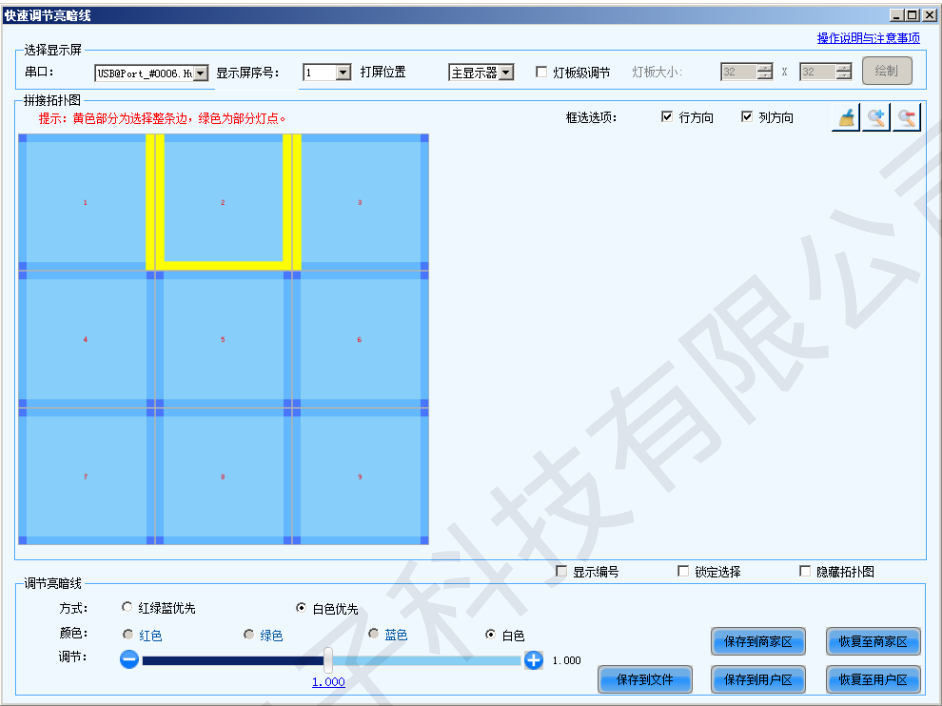 快速调节亮暗线
操作说明与注意事项
选择显示屏
串口： USB@Port_#0006.Hu 显示屏序号： 1 打屏位置 主显示器 灯板级调节 灯板大小: 32 X 32 绘制
拼接拓扑图
提示：黄色部分为选择整条边，绿色为部分灯点。 框选选项： 行方向 列方向
1 2 3
4 5 6
7 8 9
显示编号 锁定选择 隐藏拓扑图
调节亮暗线
方式： 红绿蓝优先 白色优先
颜色： 红色 绿色 蓝色 白色
保存到商家区 恢复至商家区
调节： 1.000
1.000
保存到文件 保存到用户区 恢复至用户区
子科技有限公司